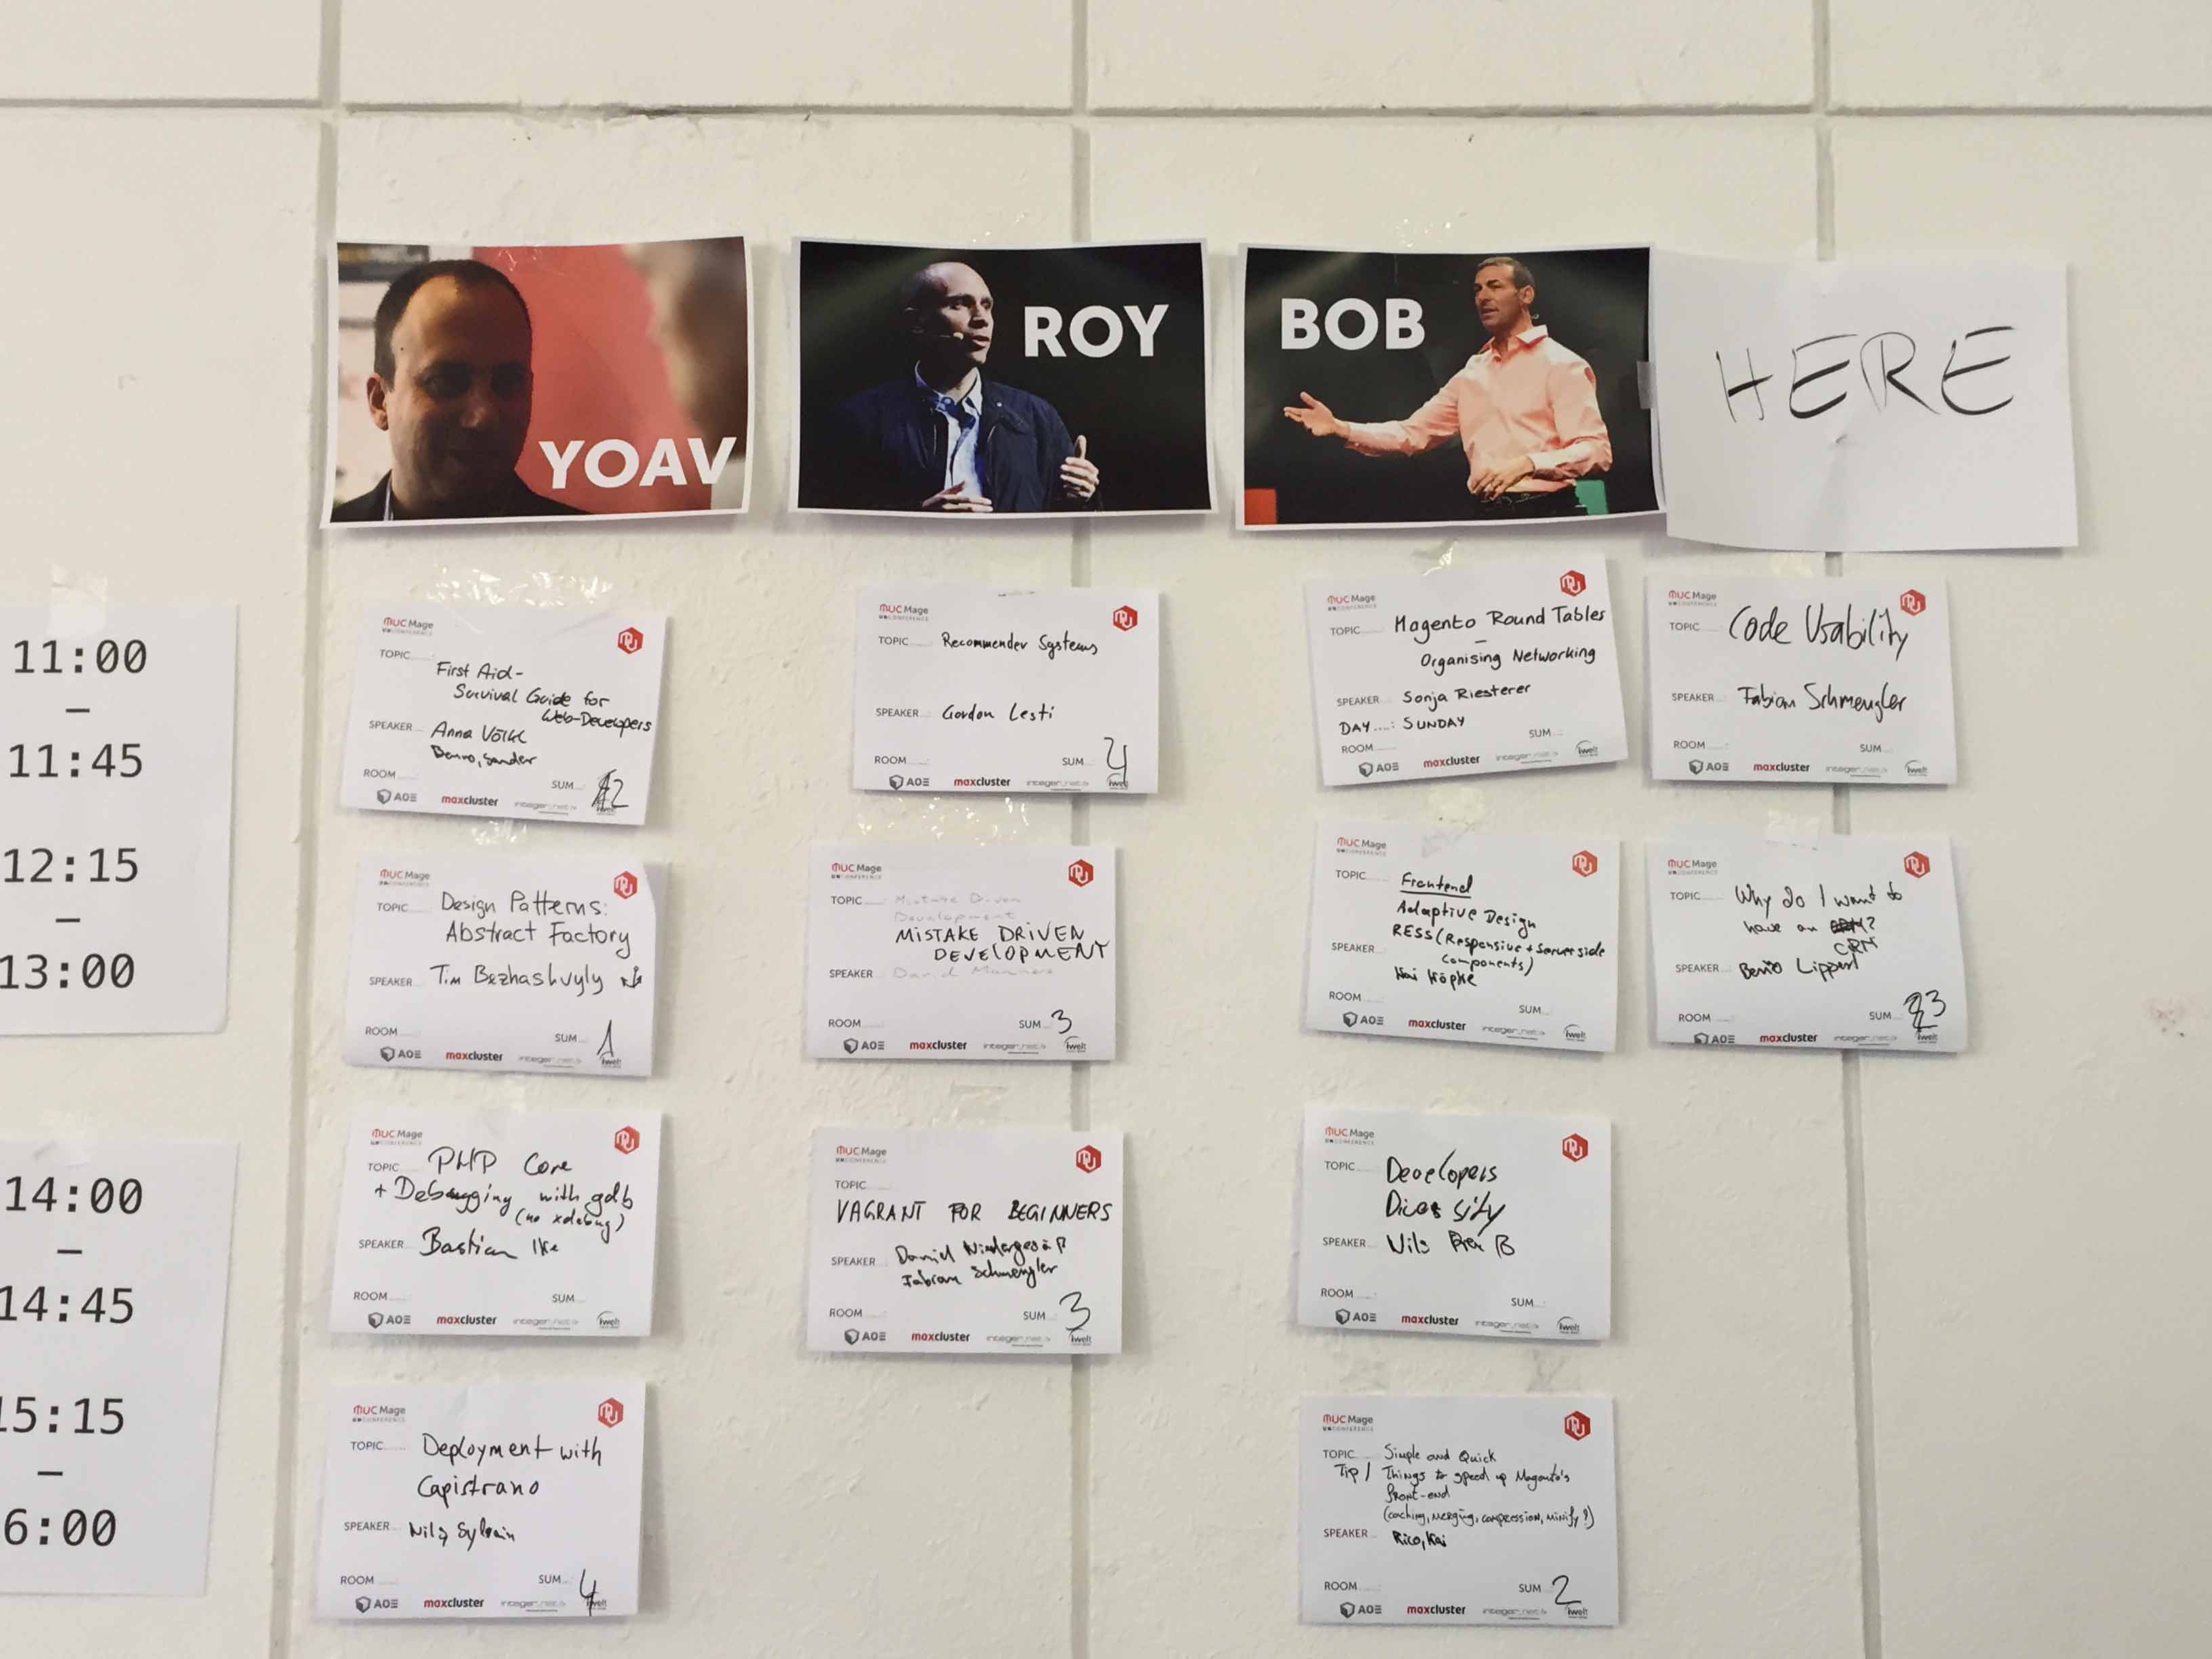 YOAV
ROY
BOB
HERE
11:00
–
11:45
12:15
–
13:00
14:00
–
14:45
15:15
–
6:00
MUC Mage
UNCONFERENCE
TOPIC
First Aid-
Survival Guide for
Web-Developers
SPEAKER Anna Völkl
Benno, Sander
ROOM
SUM 12
AOE maxcluster integer_net iwelt
MUC Mage
UNCONFERENCE
TOPIC Recommender Systems
SPEAKER Gordon Lesti
ROOM
SUM 4
AOE maxcluster integer_net iwelt
MUC Mage
UNCONFERENCE
TOPIC Magento Round Tables
–
Organising Networking
SPEAKER Sonja Riesterer
DAY....: SUNDAY
ROOM
SUM
AOE maxcluster integer_net iwelt
MUC Mage
UNCONFERENCE
TOPIC Code Usability
SPEAKER Fabian Schmengler
ROOM
SUM
AOE maxcluster integer_net iwelt
MUC Mage
UNCONFERENCE
TOPIC Design Patterns:
Abstract Factory
SPEAKER Tim Bezhashvyly
ROOM
SUM 1
AOE maxcluster integer_net iwelt
MUC Mage
UNCONFERENCE
TOPIC Mistake Driven
Development
MISTAKE DRIVEN
DEVELOPMENT
SPEAKER David Manners
ROOM
SUM 3
AOE maxcluster integer_net iwelt
MUC Mage
UNCONFERENCE
TOPIC Frontend
Adaptive Design
RESS (Responsive + Server side
components)
SPEAKER Kai Köpke
ROOM
SUM
AOE maxcluster integer_net iwelt
MUC Mage
UNCONFERENCE
TOPIC Why do I want to
have an
CRM
SPEAKER Benno Lippert
ROOM
SUM 3
AOE maxcluster integer_net iwelt
MUC Mage
UNCONFERENCE
TOPIC PHP Core
+ Debugging with gdb
(no xdebug)
SPEAKER Bastian Ike
ROOM
SUM
AOE maxcluster integer_net iwelt
MUC Mage
UNCONFERENCE
TOPIC
VAGRANT FOR BEGINNERS
SPEAKER Daniel Niedergesäß
Fabian Schmengler
ROOM
SUM 3
AOE maxcluster integer_net iwelt
MUC Mage
UNCONFERENCE
TOPIC Developers
Diversity
SPEAKER Nils
ROOM
SUM
AOE maxcluster integer_net iwelt
MUC Mage
UNCONFERENCE
TOPIC Deployment with
Capistrano
SPEAKER Nils, Sylvain
ROOM
SUM 4
AOE maxcluster integer_net iwelt
MUC Mage
UNCONFERENCE
TOPIC Simple and Quick
Tip / Things to speed up Magento's
front-end
(caching, merging, compression, minify?)
SPEAKER Rico, Kai
ROOM
SUM 2
AOE maxcluster integer_net iwelt